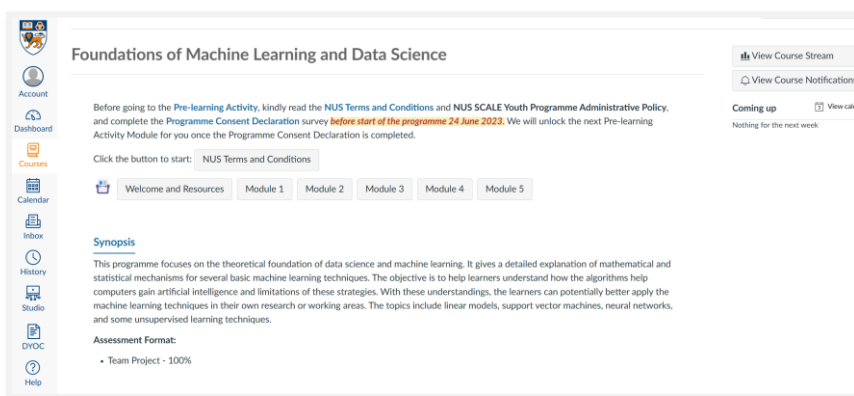 Foundations of Machine Learning and Data Science
View Course Stream
View Course Notifications
Account
Dashboard
Courses
Calendar
Inbox
History
Studio
DYOC
Help
Before going to the Pre-learning Activity, kindly read the NUS Terms and Conditions and NUS SCALE Youth Programme Administrative Policy,
and complete the Programme Consent Declaration survey before start of the programme 24 June 2023. We will unlock the next Pre-learning
Activity Module for you once the Programme Consent Declaration is completed.
Coming up
View cal
Nothing for the next week
Click the button to start: NUS Terms and Conditions
Welcome and Resources Module 1 Module 2 Module 3 Module 4 Module 5
Synopsis
This programme focuses on the theoretical foundation of data science and machine learning. It gives a detailed explanation of mathematical and
statistical mechanisms for several basic machine learning techniques. The objective is to help learners understand how the algorithms help
computers gain artificial intelligence and limitations of these strategies. With these understandings, the learners can potentially better apply the
machine learning techniques in their own research or working areas. The topics include linear models, support vector machines, neural networks,
and some unsupervised learning techniques.
Assessment Format:
• Team Project - 100%